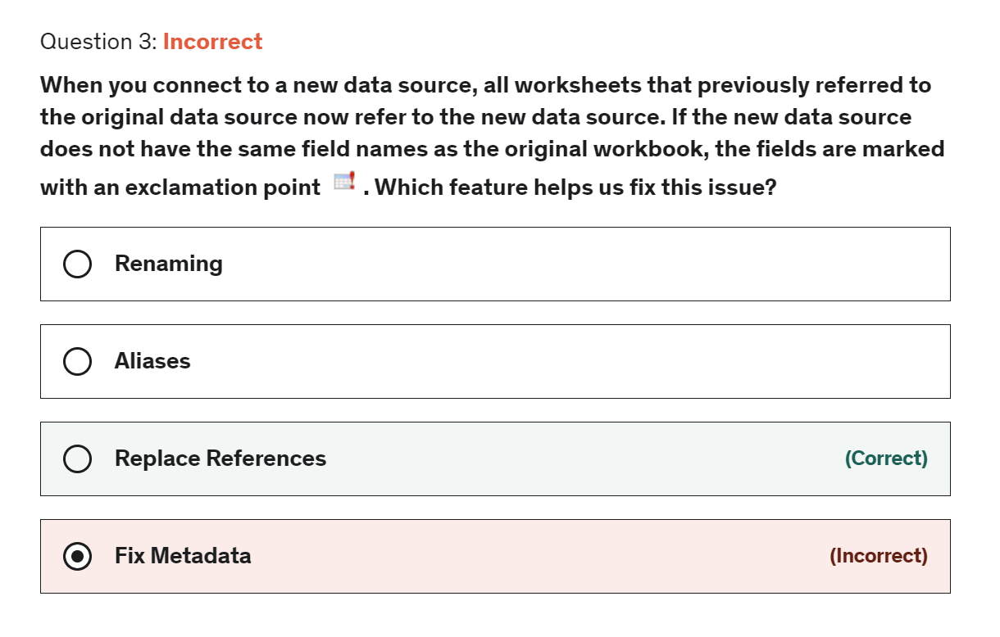 Question 3: Incorrect
When you connect to a new data source, all worksheets that previously referred to
the original data source now refer to the new data source. If the new data source
does not have the same field names as the original workbook, the fields are marked
with an exclamation point . Which feature helps us fix this issue?
Renaming
Aliases
Replace References (Correct)
Fix Metadata (Incorrect)